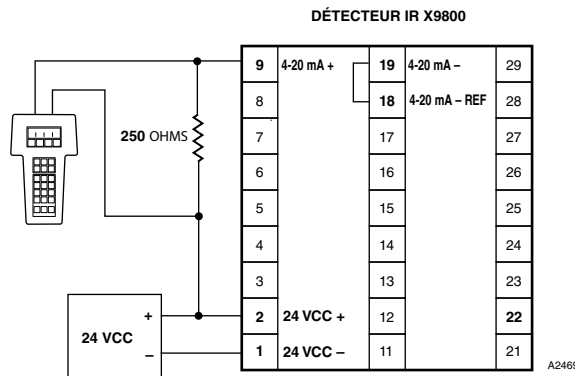 DÉTECTEUR IR X9800
9 4-20 mA + 19 4-20 mA – 29
8 18 4-20 mA – REF 28
250 OHMS
7 17 27
6 16 26
5 15 25
4 14 24
3 13 23
+ 2 24 VCC + 12 22
24 VCC
– 1 24 VCC – 11 21